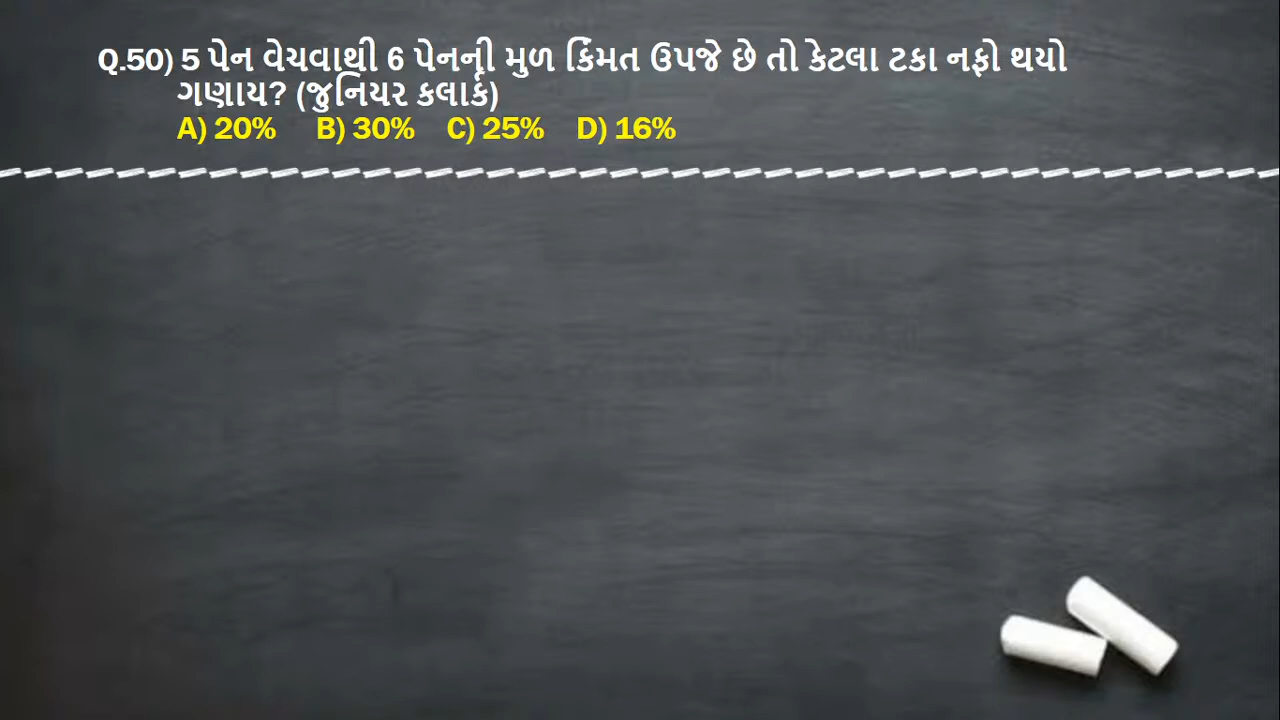 Q.50) 5 પેન વેચવાથી 6 પેનની મુળ કિંમત ઉપજે છે તો કેટલા ટકા નફો થયો
ગણાય? (જુનિયર કલાર્ક)
A) 20% B) 30% C) 25% D) 16%